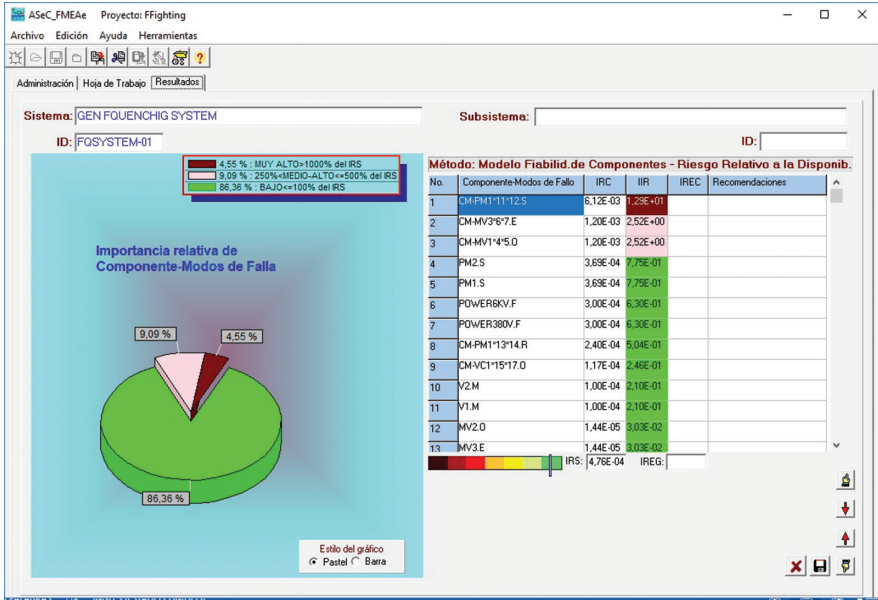 ASeC_FMEAe Proyecto: FFighting
Archivo Edición Ayuda Herramientas
Administración Hoja de Trabajo Resultados
Sistema: GEN FQUENCHIG SYSTEM Subsistema:
ID: FQSYSTEM-01 ID:
4,55 % : MUY ALTO>1000% del IRS
9,09 % : 250%<MEDIO-ALTO<=500% del IRS
86,36 % : BAJO<=100% del IRS
Importancia relativa de
Componente-Modos de Falla
9,09 % 4,55 %
86,36 %
Estilo del gráfico
Pastel Barra
Método: Modelo Fiabilid.de Componentes - Riesgo Relativo a la Disponib.
No. Componente-Modos de Fallo IRC IIR IREC Recomendaciones
1 CM-PM1*11*12.S 6,12E-03 1,29E+01
2 CM-MV3*6*7.E 1,20E-03 2,52E+00
3 CM-MV1*4*5.O 1,20E-03 2,52E+00
4 PM2.S 3,69E-04 7,75E-01
5 PM1.S 3,69E-04 7,75E-01
6 POWER6KV.F 3,00E-04 6,30E-01
7 POWER380V.F 3,00E-04 6,30E-01
8 CM-PM1*13*14.R 2,40E-04 5,04E-01
9 CM-VC1*15*17.O 1,17E-04 2,46E-01
10 V2.M 1,00E-04 2,10E-01
11 V1.M 1,00E-04 2,10E-01
12 MV2.O 1,44E-05 3,03E-02
13 MV3.E 1,44E-05 3,03E-02
IRS: 4,76E-04 IREG: